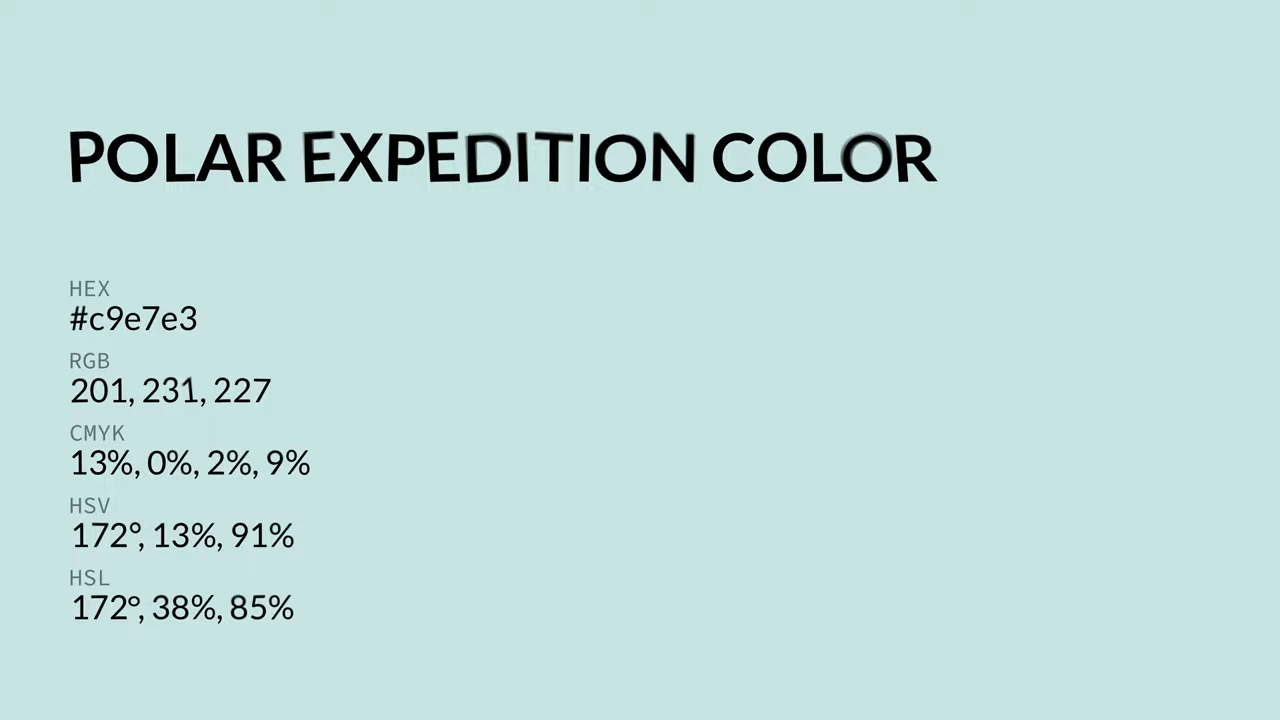 POLAR EXPEDITION COLOR
HEX
#c9e7e3
RGB
201, 231, 227
CMYK
13%, 0%, 2%, 9%
HSV
172°, 13%, 91%
HSL
172°, 38%, 85%